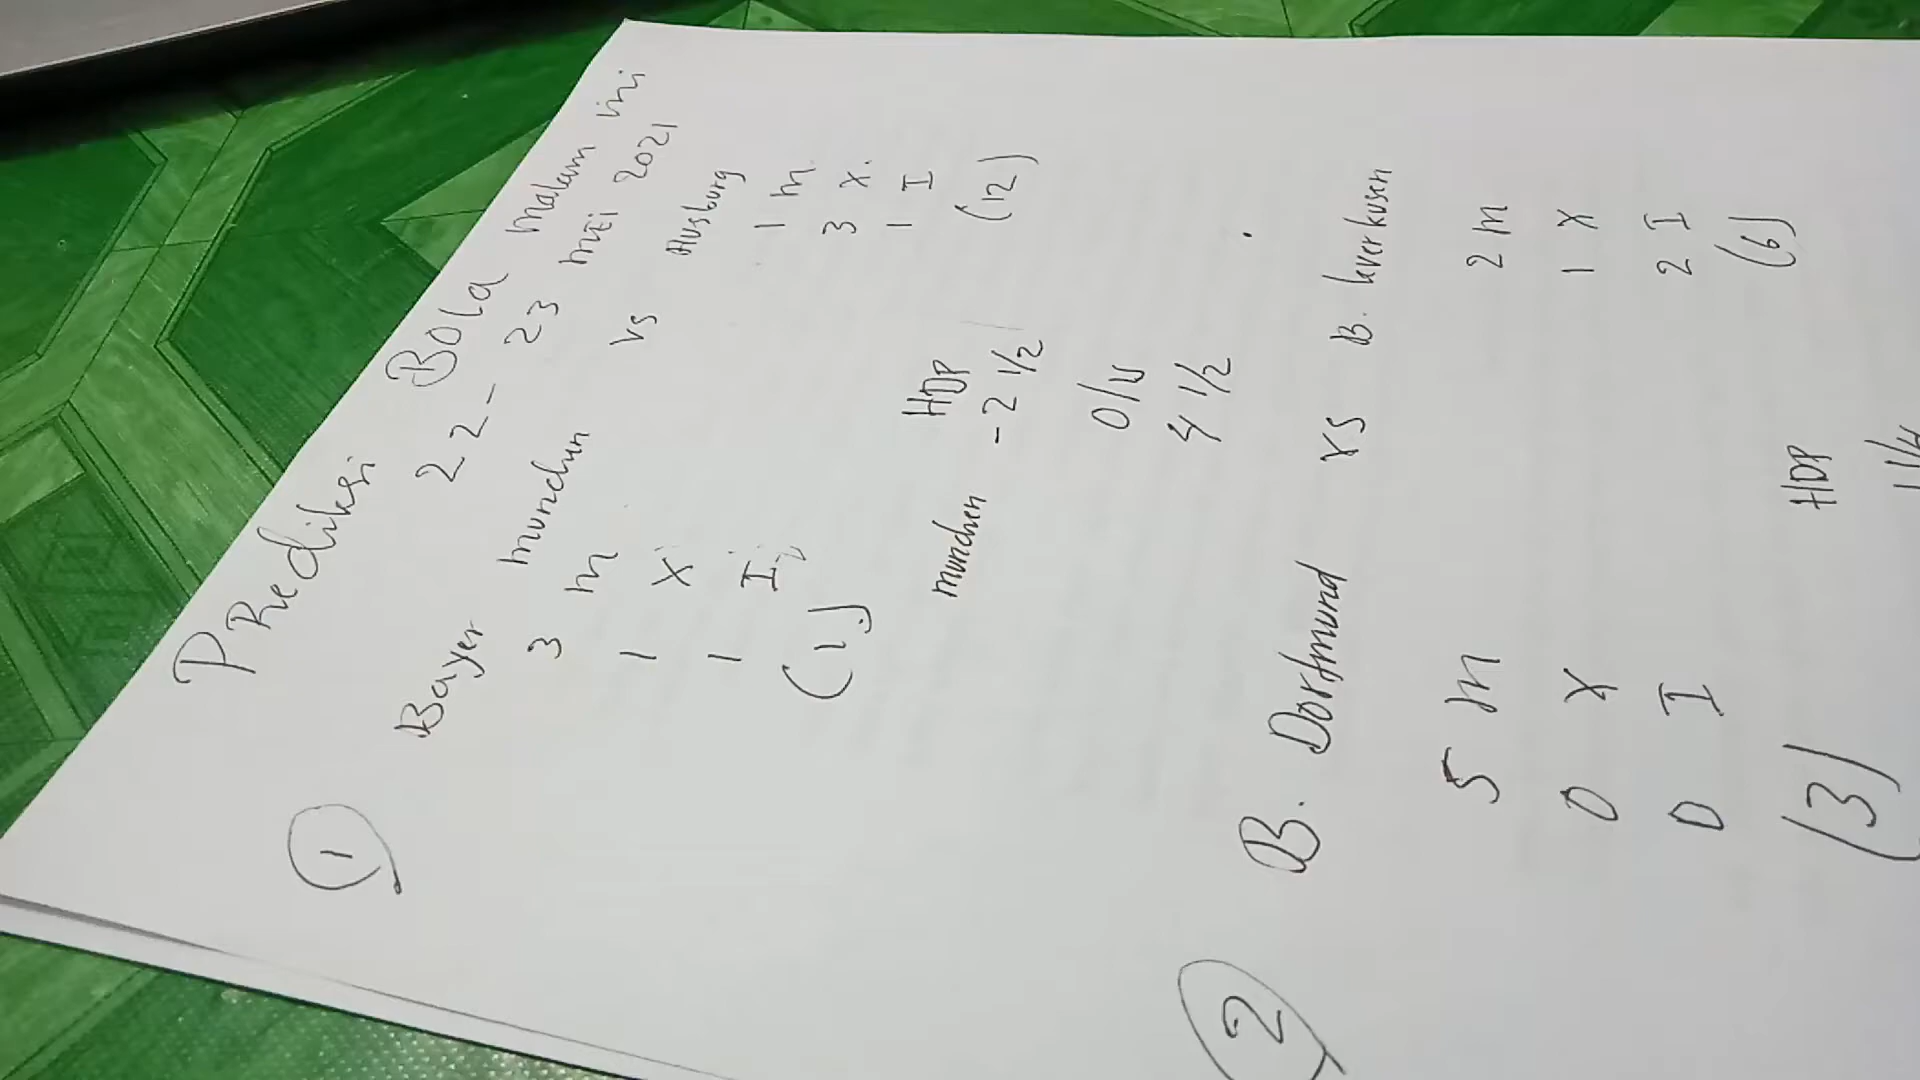 PRediksi BOla malam ini
22 - 23 mEi 2021
1 Bayer munchen vs Ausburg
3 m 1 m
1 X 3 X.
1 I 1 I
(1) (12)
HDP
munchen -2 1/2
O/U
4 1/2
2 B. Dortmund vs B. leverkusen
5 m 2 m
0 X 1 X
0 I 2 I
(3) (6)
HDP